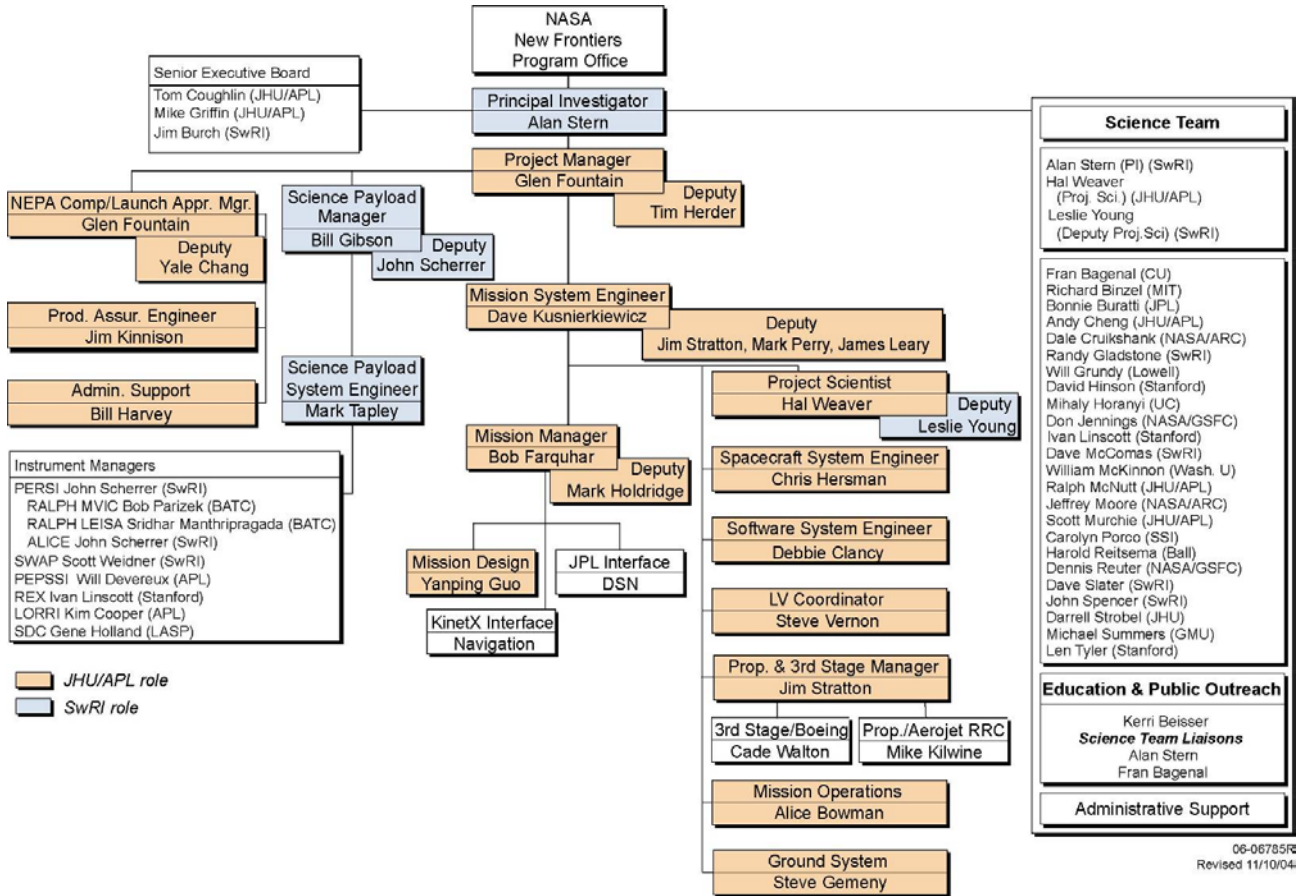 NASA
New Frontiers
Program Office
Senior Executive Board
Tom Coughlin (JHU/APL)
Mike Griffin (JHU/APL)
Jim Burch (SwRI)
Principal Investigator
Alan Stern
Project Manager
Glen Fountain
Deputy
Tim Herder
NEPA Comp/Launch Appr. Mgr.
Glen Fountain
Deputy
Yale Chang
Prod. Assur. Engineer
Jim Kinnison
Admin. Support
Bill Harvey
Science Payload
Manager
Bill Gibson
Deputy
John Scherrer
Science Payload
System Engineer
Mark Tapley
Instrument Managers
PERSI John Scherrer (SwRI)
RALPH MVIC Bob Parizek (BATC)
RALPH LEISA Sridhar Manthripragada (BATC)
ALICE John Scherrer (SwRI)
SWAP Scott Weidner (SwRI)
PEPSSI Will Devereux (APL)
REX Ivan Linscott (Stanford)
LORRI Kim Cooper (APL)
SDC Gene Holland (LASP)
JHU/APL role
SwRI role
Mission System Engineer
Dave Kusnierkiewicz
Deputy
Jim Stratton, Mark Perry, James Leary
Mission Manager
Bob Farquhar
Deputy
Mark Holdridge
Mission Design
Yanping Guo
JPL Interface
DSN
KinetX Interface
Navigation
Project Scientist
Hal Weaver
Deputy
Leslie Young
Spacecraft System Engineer
Chris Hersman
Software System Engineer
Debbie Clancy
LV Coordinator
Steve Vernon
Prop. & 3rd Stage Manager
Jim Stratton
3rd Stage/Boeing
Cade Walton
Prop./Aerojet RRC
Mike Kilwine
Mission Operations
Alice Bowman
Ground System
Steve Gemeny
Science Team
Alan Stern (PI) (SwRI)
Hal Weaver
(Proj. Sci.) (JHU/APL)
Leslie Young
(Deputy Proj.Sci) (SwRI)
Fran Bagenal (CU)
Richard Binzel (MIT)
Bonnie Buratti (JPL)
Andy Cheng (JHU/APL)
Dale Cruikshank (NASA/ARC)
Randy Gladstone (SwRI)
Will Grundy (Lowell)
David Hinson (Stanford)
Mihaly Horanyi (UC)
Don Jennings (NASA/GSFC)
Ivan Linscott (Stanford)
Dave McComas (SwRI)
William McKinnon (Wash. U)
Ralph McNutt (JHU/APL)
Jeffrey Moore (NASA/ARC)
Scott Murchie (JHU/APL)
Carolyn Porco (SSI)
Harold Reitsema (Ball)
Dennis Reuter (NASA/GSFC)
Dave Slater (SwRI)
John Spencer (SwRI)
Darrell Strobel (JHU)
Michael Summers (GMU)
Len Tyler (Stanford)
Education & Public Outreach
Kerri Beisser
Science Team Liaisons
Alan Stern
Fran Bagenal
Administrative Support
06-06785R
Revised 11/10/04